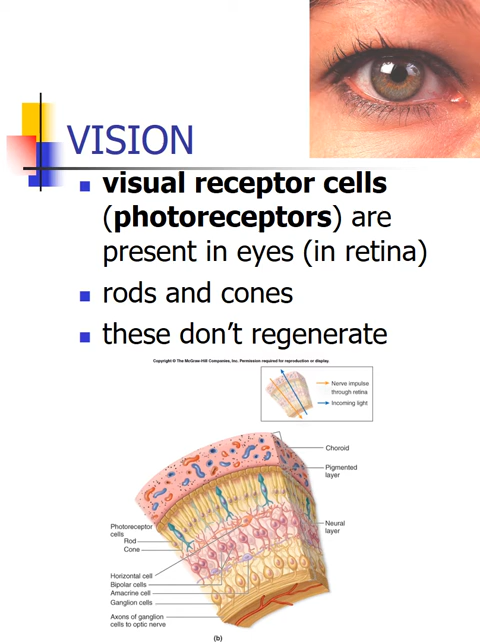 VISION
■ visual receptor cells
(photoreceptors) are
present in eyes (in retina)
■ rods and cones
■ these don’t regenerate
Copyright © The McGraw-Hill Companies, Inc. Permission required for reproduction or display.
Nerve impulse
through retina
Incoming light
Choroid
Pigmented
layer
Neural
layer
Photoreceptor
cells
Rod
Cone
Horizontal cell
Bipolar cells
Amacrine cell
Ganglion cells
Axons of ganglion
cells to optic nerve
(b)